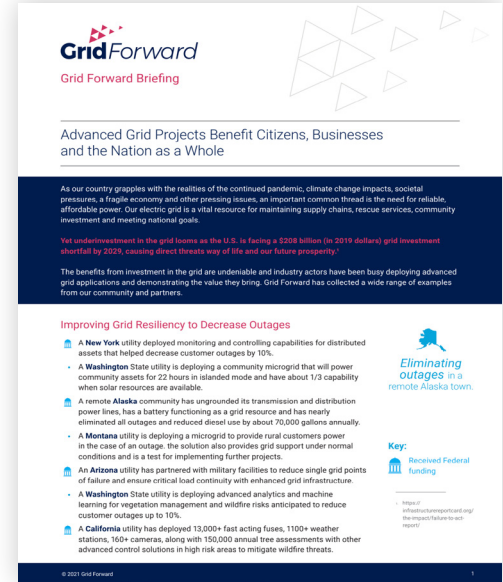 GridForward
Grid Forward Briefing
Advanced Grid Projects Benefit Citizens, Businesses
and the Nation as a Whole
As our country grapples with the realities of the continued pandemic, climate change impacts, societal
pressures, a fragile economy and other pressing issues, an important common thread is the need for reliable,
affordable power. Our electric grid is a vital resource for maintaining supply chains, rescue services, community
investment and meeting national goals.
Yet underinvestment in the grid looms as the U.S. is facing a $208 billion (in 2019 dollars) grid investment
shortfall by 2029, causing direct threats way of life and our future prosperity.¹
The benefits from investment in the grid are undeniable and industry actors have been busy deploying advanced
grid applications and demonstrating the value they bring. Grid Forward has collected a wide range of examples
from our community and partners.
Improving Grid Resiliency to Decrease Outages
A New York utility deployed monitoring and controlling capabilities for distributed
assets that helped decrease customer outages by 10%.
• A Washington State utility is deploying a community microgrid that will power
community assets for 22 hours in islanded mode and have about 1/3 capability
when solar resources are available.
A remote Alaska community has ungrounded its transmission and distribution
power lines, has a battery functioning as a grid resource and has nearly
eliminated all outages and reduced diesel use by about 70,000 gallons annually.
• A Montana utility is deploying a microgrid to provide rural customers power
in the case of an outage. the solution also provides grid support under normal
conditions and is a test for implementing further projects.
An Arizona utility has partnered with military facilities to reduce single grid points
of failure and ensure critical load continuity with enhanced grid infrastructure.
• A Washington State utility is deploying advanced analytics and machine
learning for vegetation management and wildfire risks anticipated to reduce
customer outages up to 10%.
A California utility has deployed 13,000+ fast acting fuses, 1100+ weather
stations, 160+ cameras, along with 150,000 annual tree assessments with other
advanced control solutions in high risk areas to mitigate wildfire threats.
Eliminating
outages in a
remote Alaska town.
Key:
Received Federal
funding
https://
infrastructurereportcard.org/
the-impact/failure-to-act-
report/
© 2021 Grid Forward
1